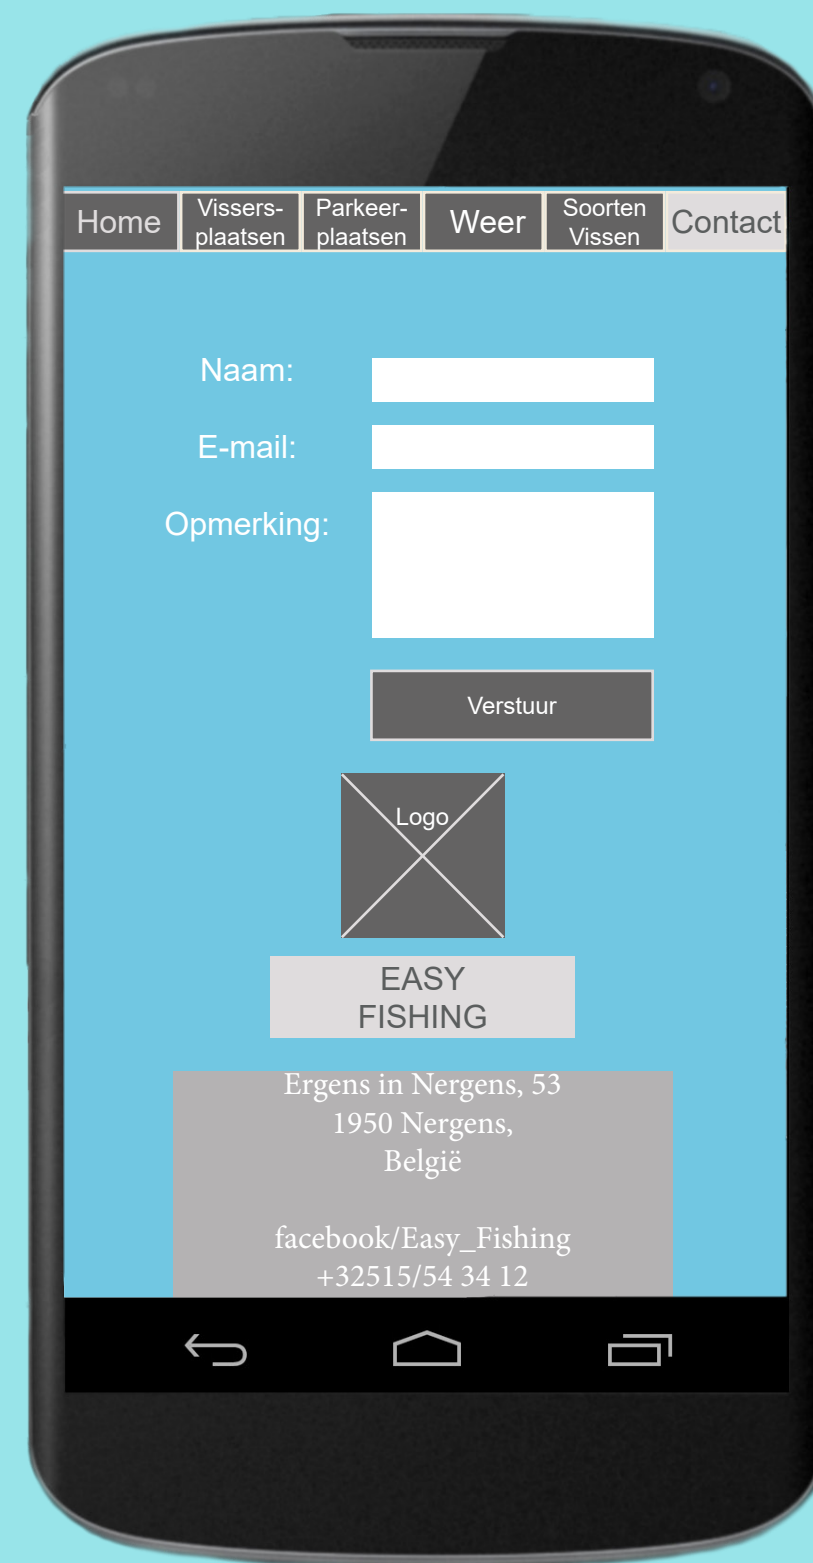 Home
Vissers-
plaatsen
Parkeer-
plaatsen
Weer
Soorten
Vissen
Contact
Naam:
E-mail:
Opmerking:
Verstuur
Logo
EASY
FISHING
Ergens in Nergens, 53
1950 Nergens,
België
facebook/Easy_Fishing
+32515/54 34 12